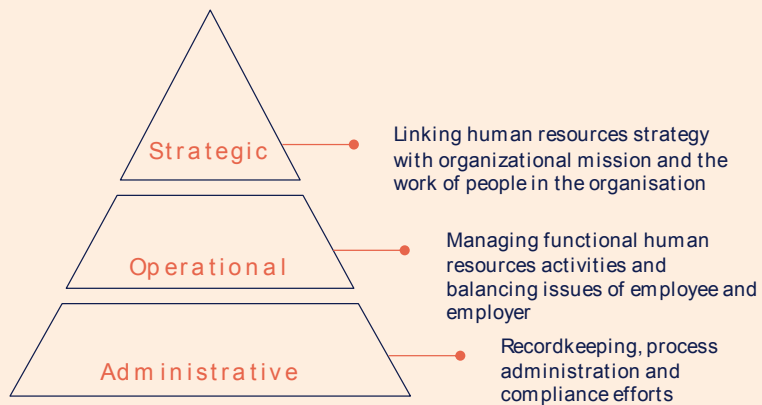 Strategic
Linking human resources strategy
with organizational mission and the
work of people in the organisation
Operational
Managing functional human
resources activities and
balancing issues of employee and
employer
Administrative
Recordkeeping, process
administration and
compliance efforts